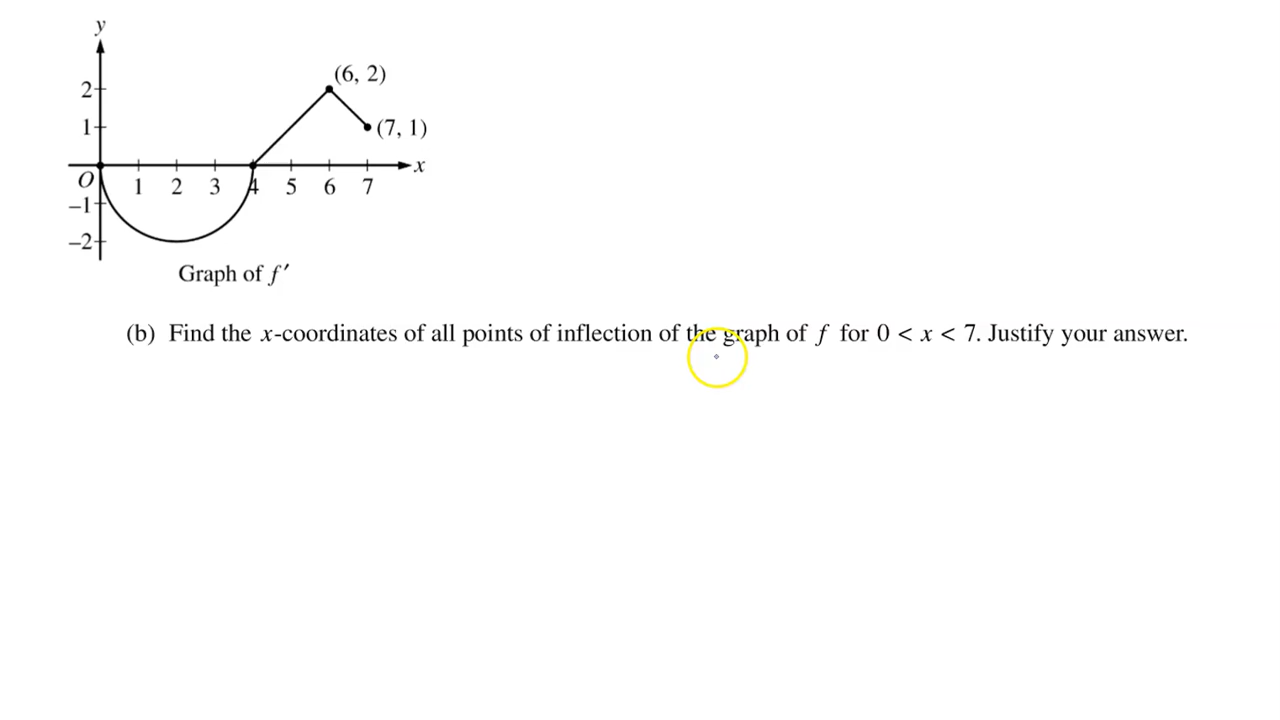 y
(6, 2)
2
1
(7, 1)
x
O
1 2 3 4 5 6 7
–1
–2
Graph of f′
(b) Find the x-coordinates of all points of inflection of the graph of f for 0 < x < 7. Justify your answer.